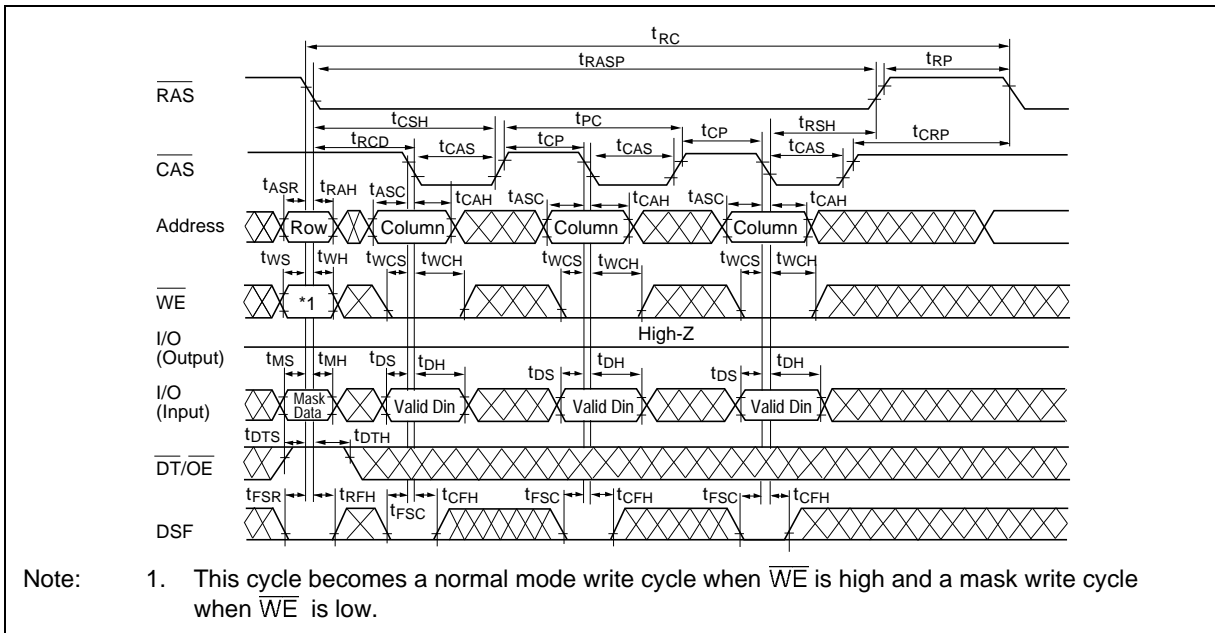 tRC
tRASP tRP
RAS
tCSH tPC tRSH
tRCD tCAS tCP tCAS tCP tCAS tCRP
CAS
tASR tRAH tASC tCAH tASC tCAH tASC tCAH
Address Row Column Column Column
tWS tWH tWCS tWCH tWCS tWCH tWCS tWCH
WE *1
I/O (Output) High-Z
tMS tMH tDS tDH tDS tDH tDS tDH
I/O (Input) Mask Data Valid Din Valid Din Valid Din
tDTS tDTH
DT/OE
tFSR tRFH tFSC tCFH tFSC tCFH tFSC tCFH
DSF
Note: 1. This cycle becomes a normal mode write cycle when WE is high and a mask write cycle
when WE is low.